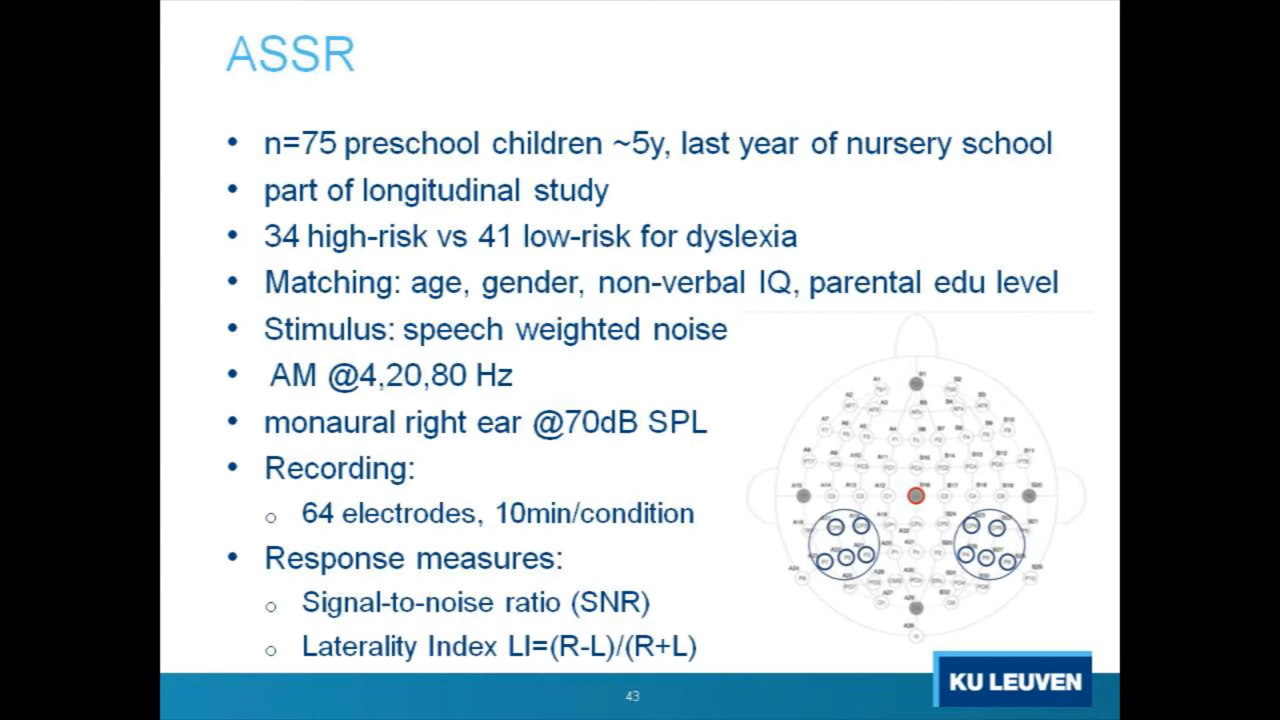 ASSR
• n=75 preschool children ~5y, last year of nursery school
• part of longitudinal study
• 34 high-risk vs 41 low-risk for dyslexia
• Matching: age, gender, non-verbal IQ, parental edu level
• Stimulus: speech weighted noise
• AM @4,20,80 Hz
• monaural right ear @70dB SPL
• Recording:
o 64 electrodes, 10min/condition
• Response measures:
o Signal-to-noise ratio (SNR)
o Laterality Index LI=(R-L)/(R+L)
KU LEUVEN
43